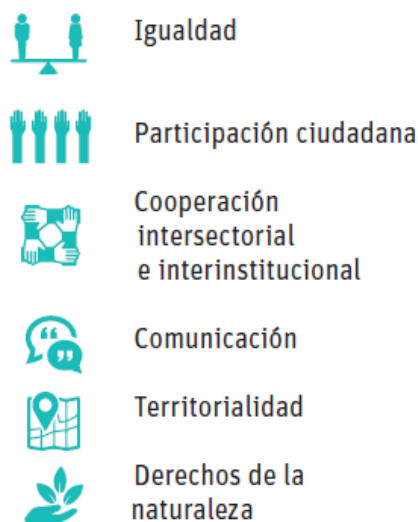 Igualdad
Participación ciudadana
Cooperación
intersectorial
e interinstitucional
Comunicación
Territorialidad
Derechos de la
naturaleza